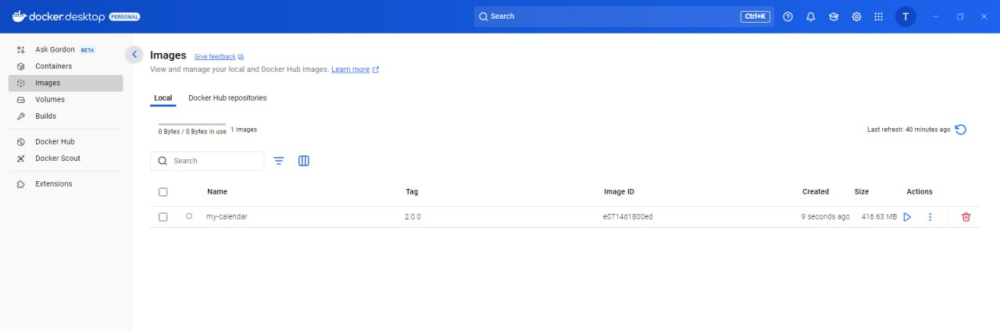 docker.desktop PERSONAL
Search Ctrl+K
T
Ask Gordon BETA
Containers
Images
Volumes
Builds
Docker Hub
Docker Scout
Extensions
Images Give feedback
View and manage your local and Docker Hub images. Learn more
Local Docker Hub repositories
0 Bytes / 0 Bytes in use 1 images
Last refresh: 40 minutes ago
Search
Name Tag Image ID Created Size Actions
my-calendar 2.0.0 e0714d1800ed 9 seconds ago 416.63 MB